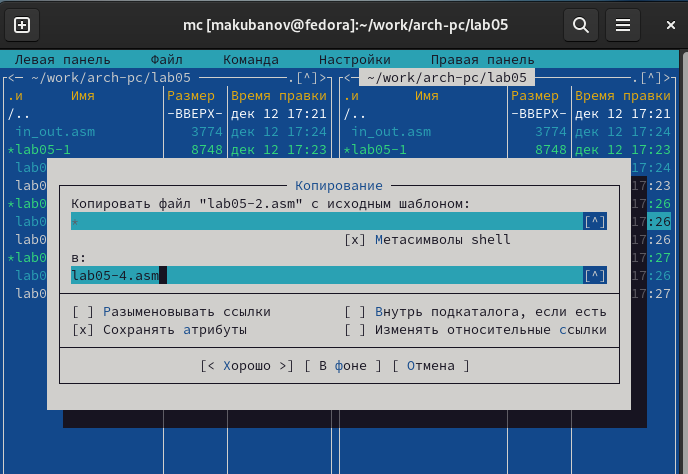 mc [makubanov@fedora]:~/work/arch-pc/lab05
Левая панель Файл Команда Настройки Правая панель
<— ~/work/arch-pc/lab05 .[^]> <— ~/work/arch-pc/lab05 .[^]>
.и Имя Размер Время правки .и Имя Размер Время правки
/.. -ВВЕРХ- дек 12 17:21 /.. -ВВЕРХ- дек 12 17:21
in_out.asm 3774 дек 12 17:24 in_out.asm 3774 дек 12 17:24
*lab05-1 8748 дек 12 17:23 *lab05-1 8748 дек 12 17:23
lab0 17:24
lab0 17:23
*lab0 17:26
lab0 17:26
lab0 17:26
*lab0 17:27
lab0 17:26
lab0 17:27
Копирование
Копировать файл "lab05-2.asm" с исходным шаблоном:
* [^]
[x] Метасимволы shell
в:
lab05-4.asm [^]
[ ] Разыменовывать ссылки [ ] Внутрь подкаталога, если есть
[x] Сохранять атрибуты [ ] Изменять относительные ссылки
[< Хорошо >] [ В фоне ] [ Отмена ]